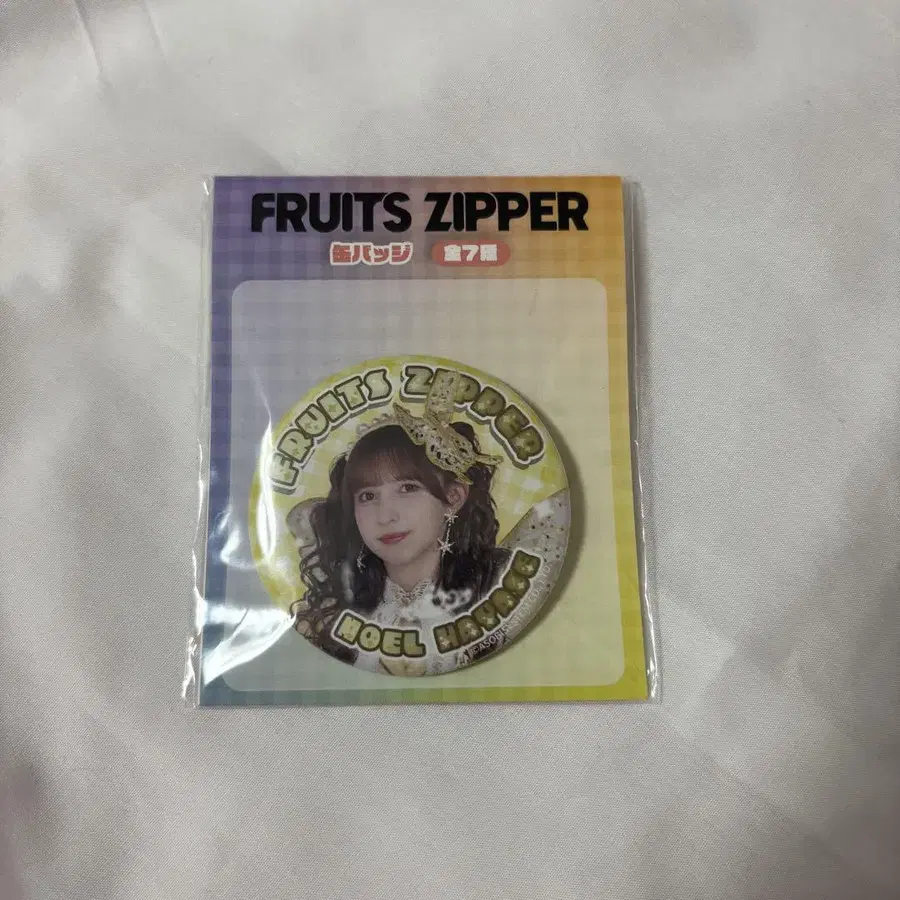 FRUITS ZIPPER
缶バッジ 全7種
FRUITS ZIPPER
NOEL HAYASE